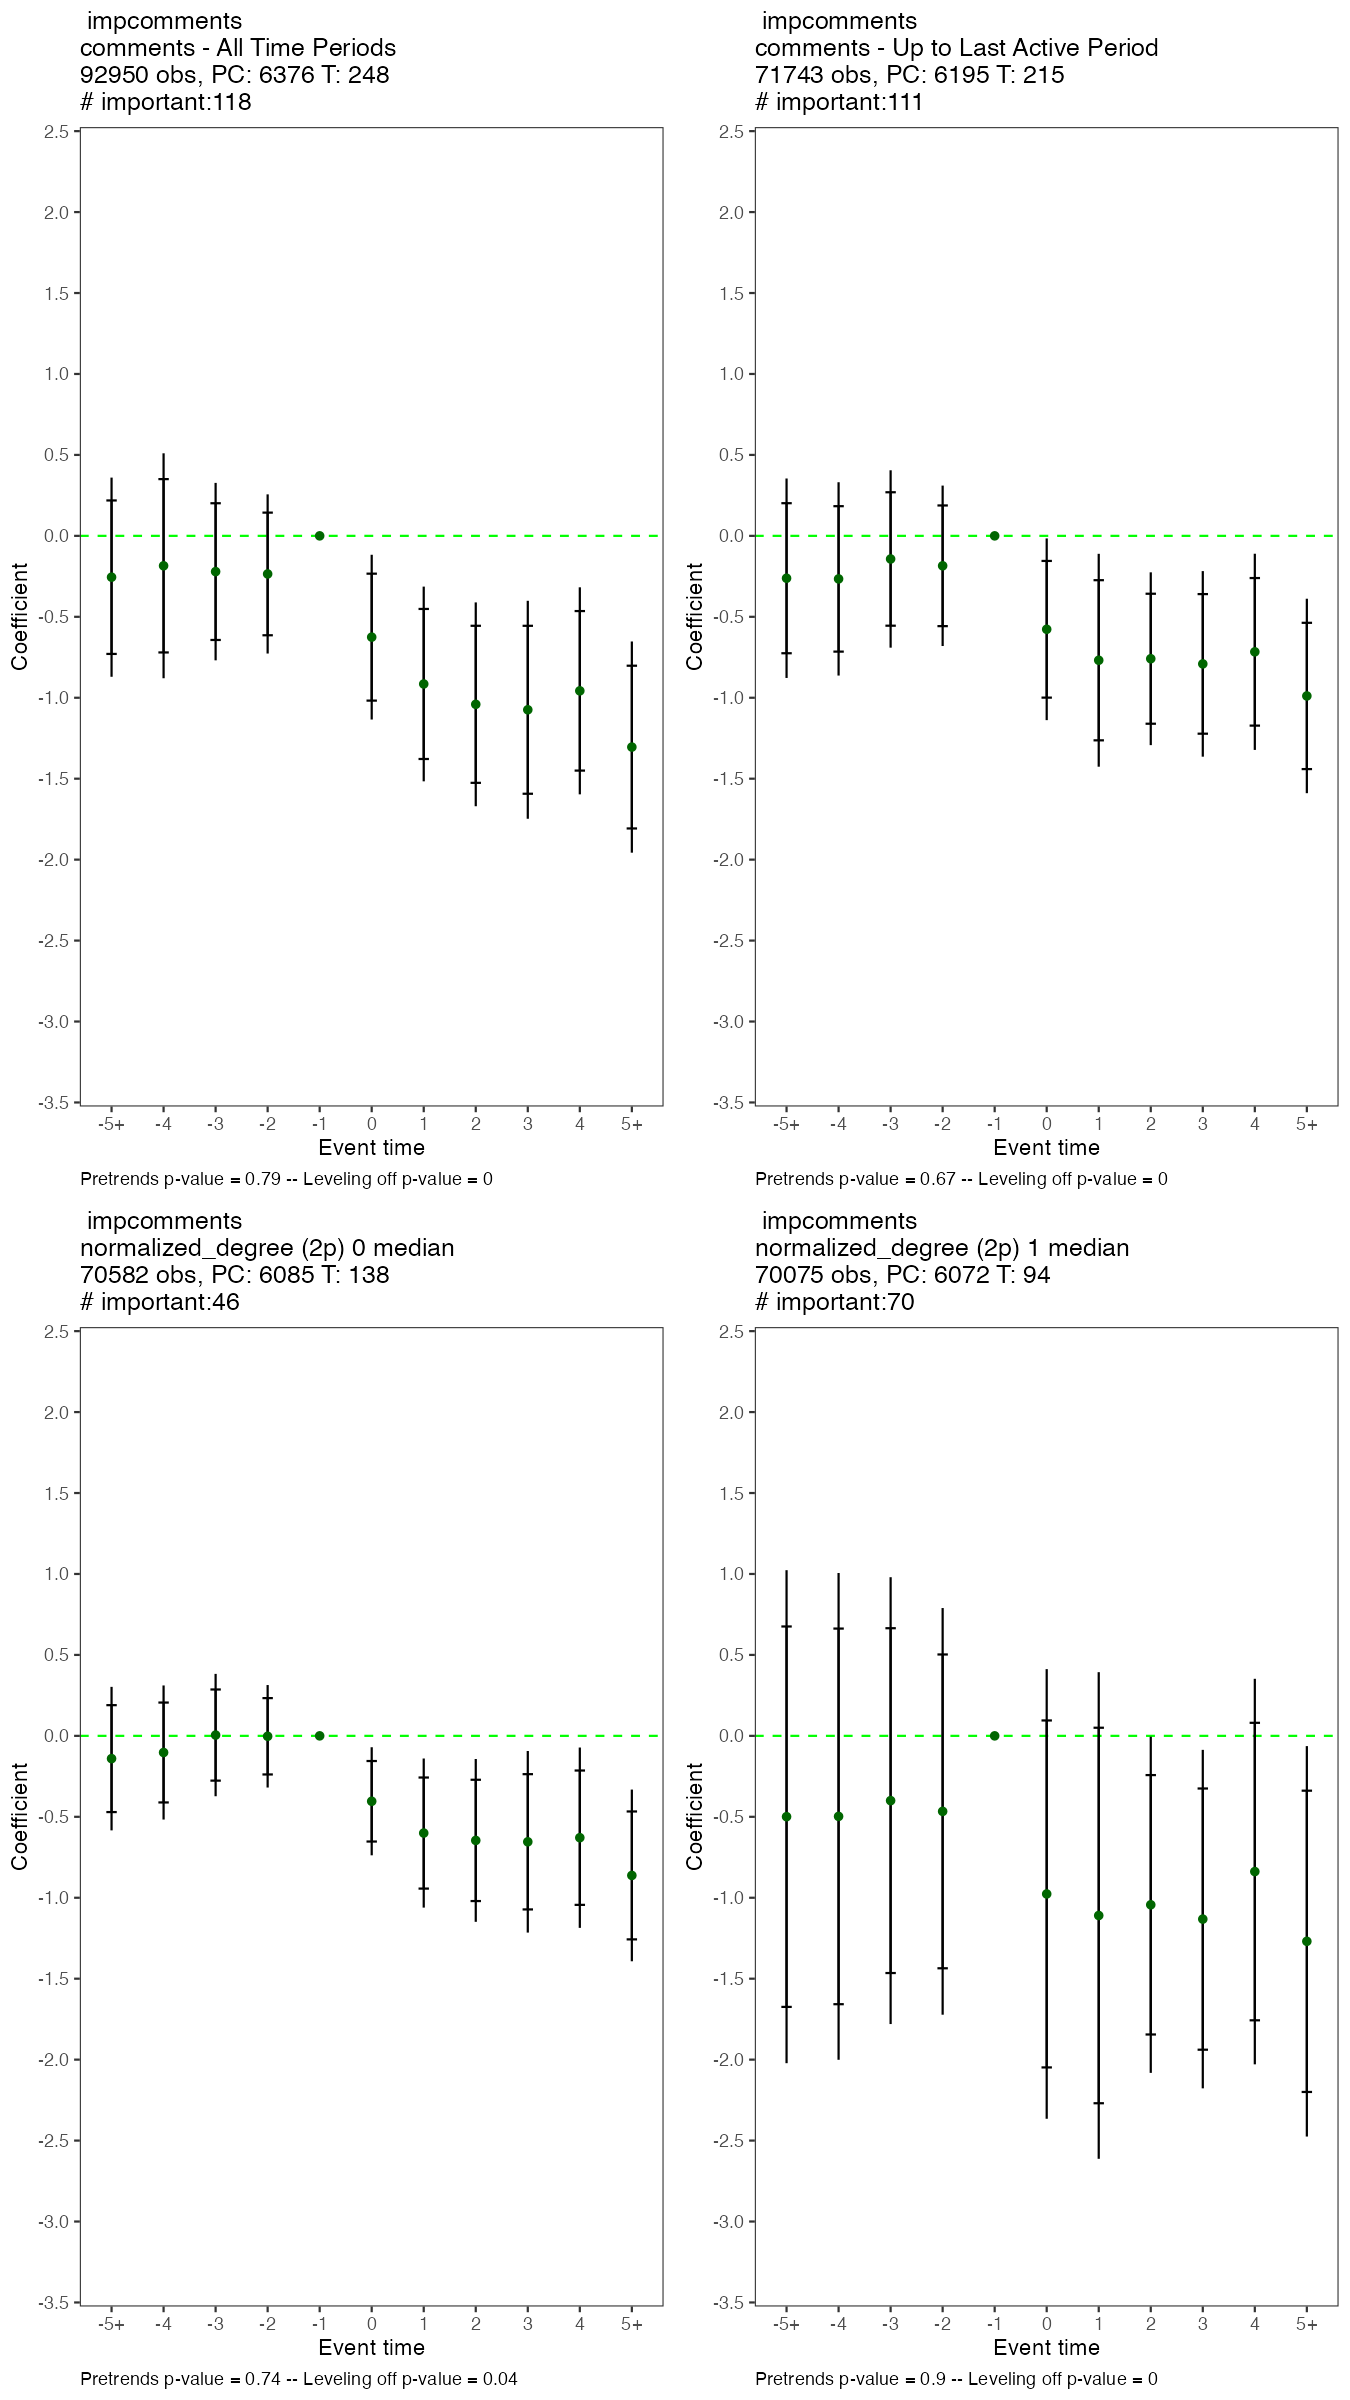 impcomments
comments - All Time Periods
92950 obs, PC: 6376 T: 248
# important:118
2.5
2.0
1.5
1.0
0.5
0.0
-0.5
-1.0
-1.5
-2.0
-2.5
-3.0
-3.5
Coefficient
-5+ -4 -3 -2 -1 0 1 2 3 4 5+
Event time
Pretrends p-value = 0.79 -- Leveling off p-value = 0
impcomments
comments - Up to Last Active Period
71743 obs, PC: 6195 T: 215
# important:111
2.5
2.0
1.5
1.0
0.5
0.0
-0.5
-1.0
-1.5
-2.0
-2.5
-3.0
-3.5
Coefficient
-5+ -4 -3 -2 -1 0 1 2 3 4 5+
Event time
Pretrends p-value = 0.67 -- Leveling off p-value = 0
impcomments
normalized_degree (2p) 0 median
70582 obs, PC: 6085 T: 138
# important:46
2.5
2.0
1.5
1.0
0.5
0.0
-0.5
-1.0
-1.5
-2.0
-2.5
-3.0
-3.5
Coefficient
-5+ -4 -3 -2 -1 0 1 2 3 4 5+
Event time
Pretrends p-value = 0.74 -- Leveling off p-value = 0.04
impcomments
normalized_degree (2p) 1 median
70075 obs, PC: 6072 T: 94
# important:70
2.5
2.0
1.5
1.0
0.5
0.0
-0.5
-1.0
-1.5
-2.0
-2.5
-3.0
-3.5
Coefficient
-5+ -4 -3 -2 -1 0 1 2 3 4 5+
Event time
Pretrends p-value = 0.9 -- Leveling off p-value = 0